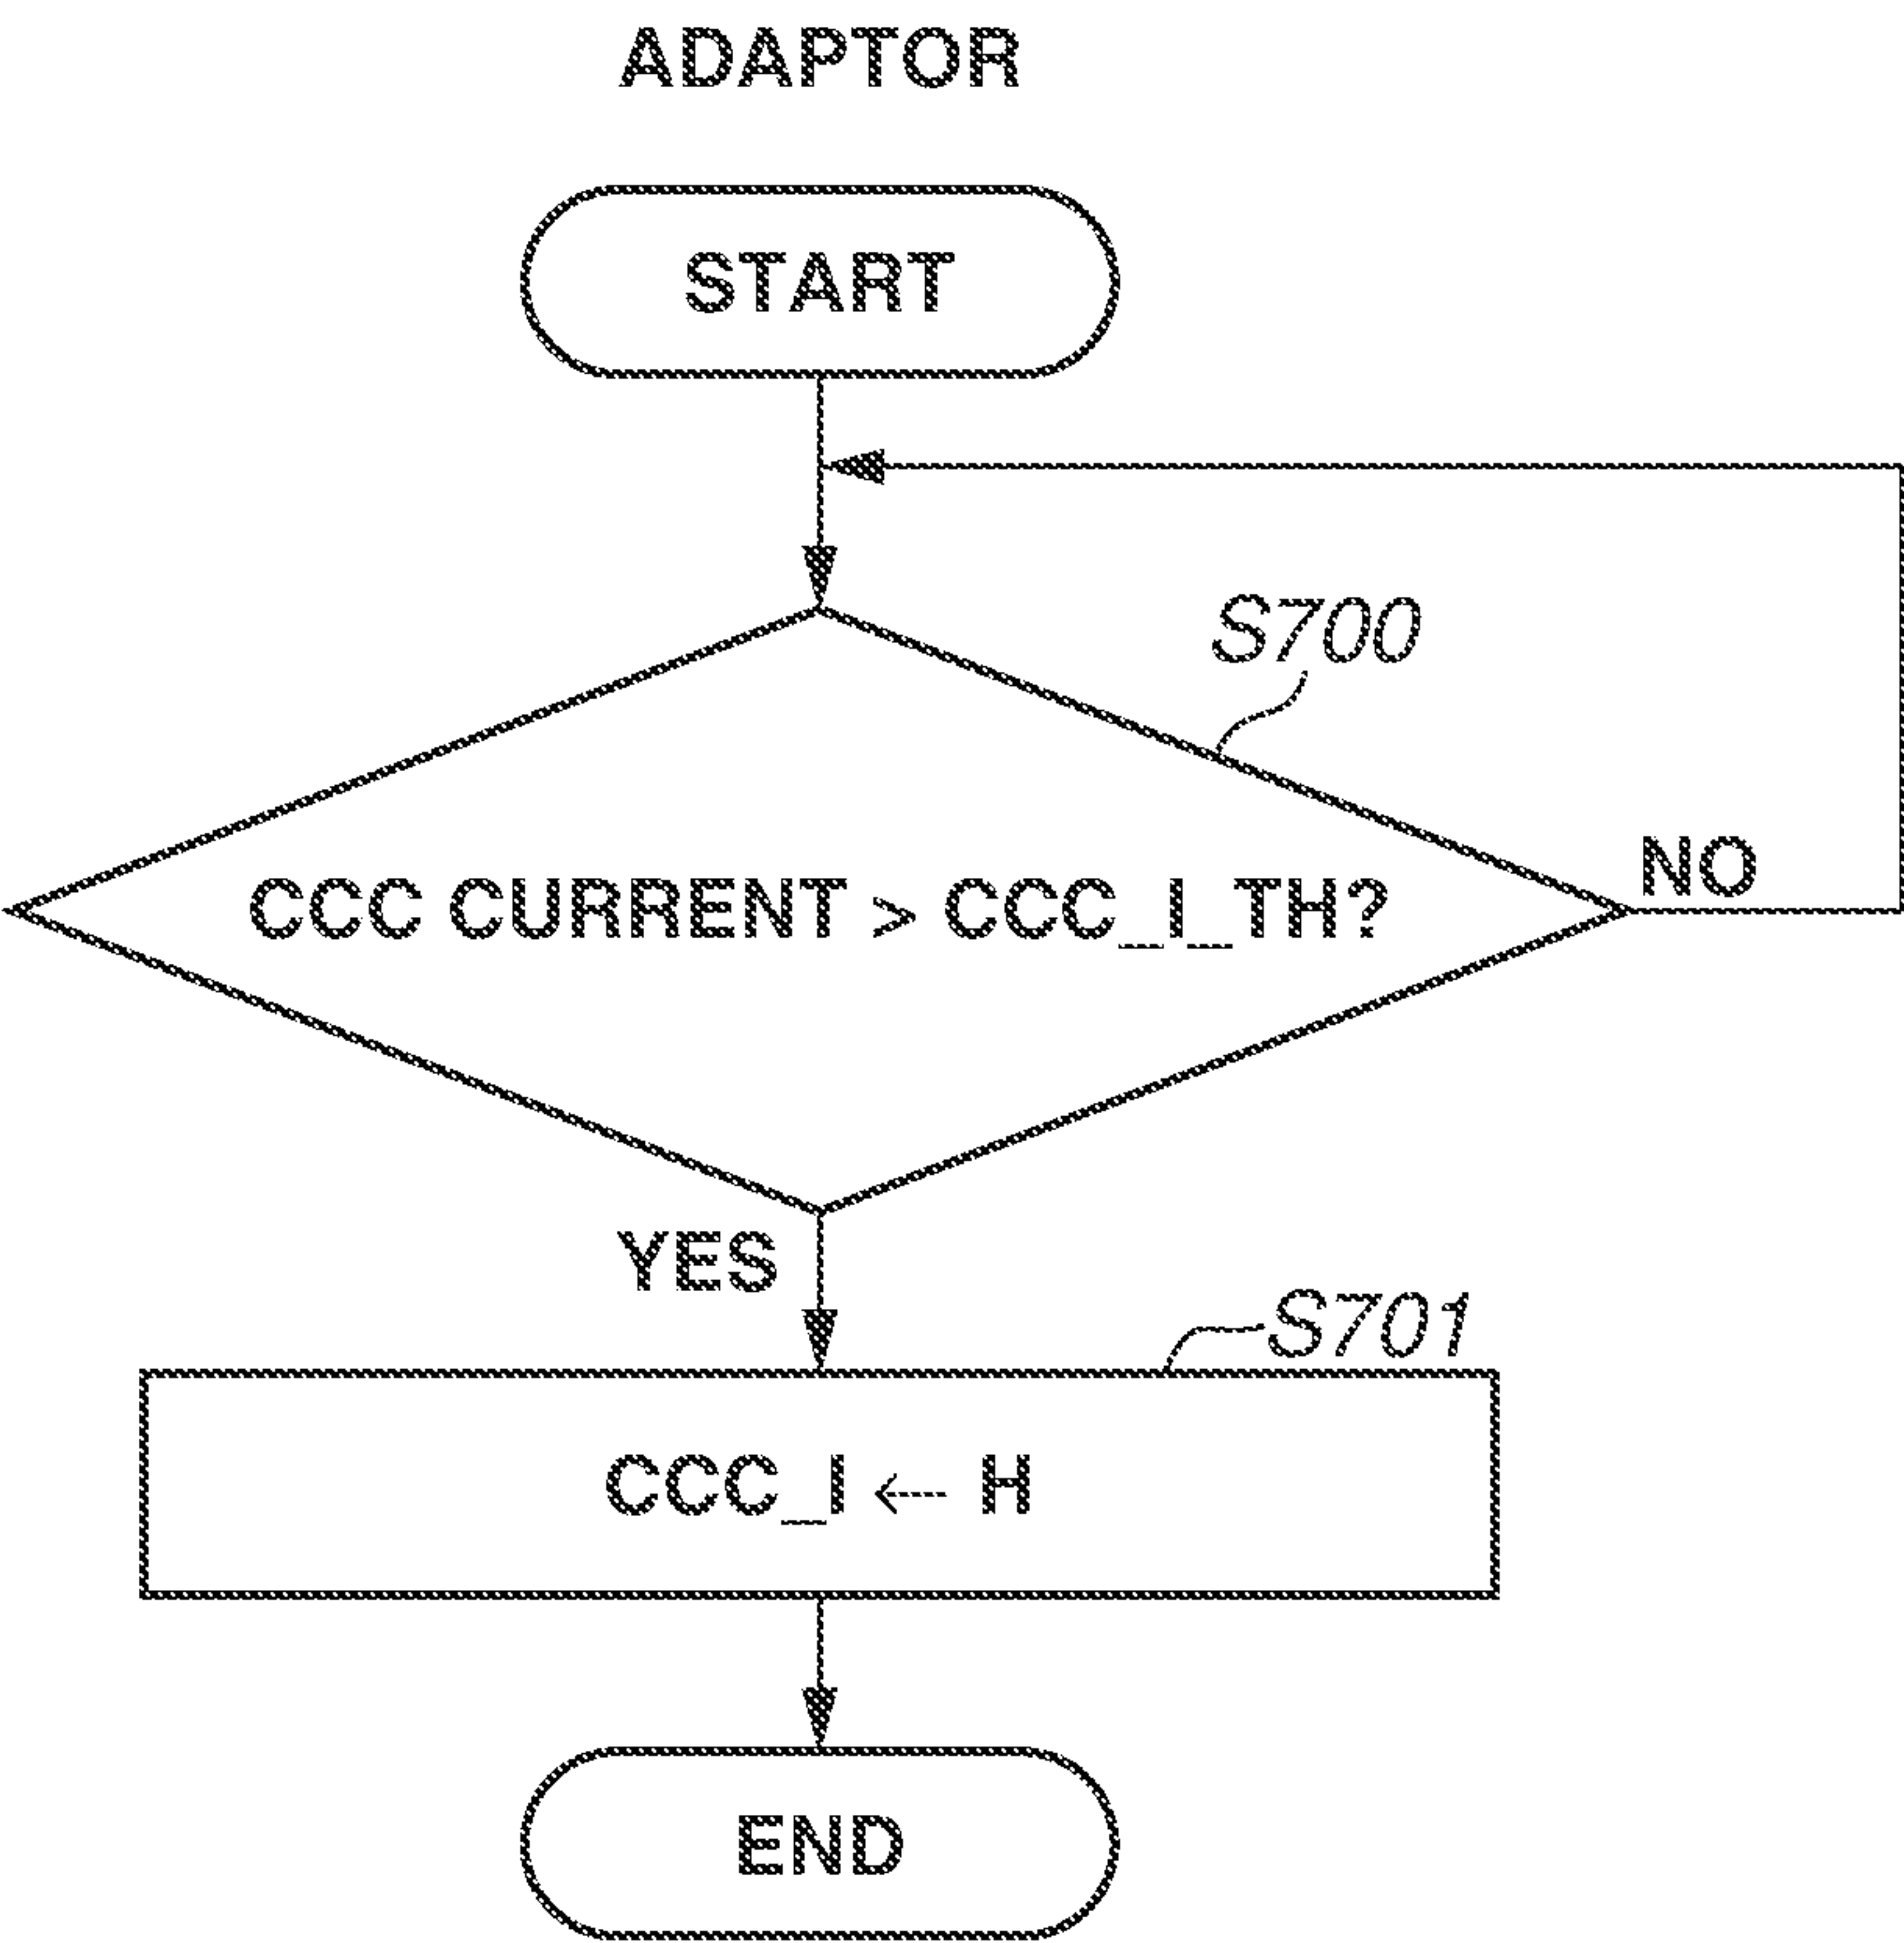 ADAPTOR
START
S700
CCC CURRENT > CCC_I_TH?
NO
YES
S701
CCC_I ← H
END